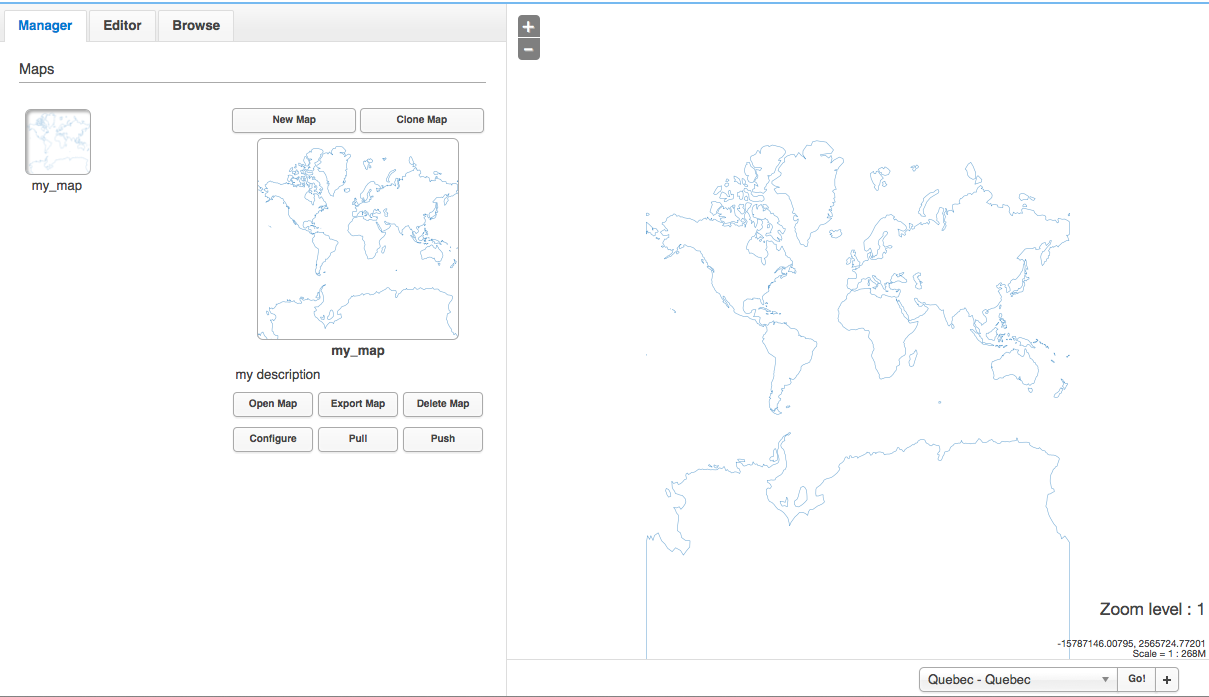 Manager Editor Browse
Maps
my_map
New Map Clone Map
my_map
my description
Open Map Export Map Delete Map
Configure Pull Push
+
−
Zoom level : 1
-15787146.00795, 2565724.77201
Scale = 1 : 268M
Quebec - Quebec Go! +